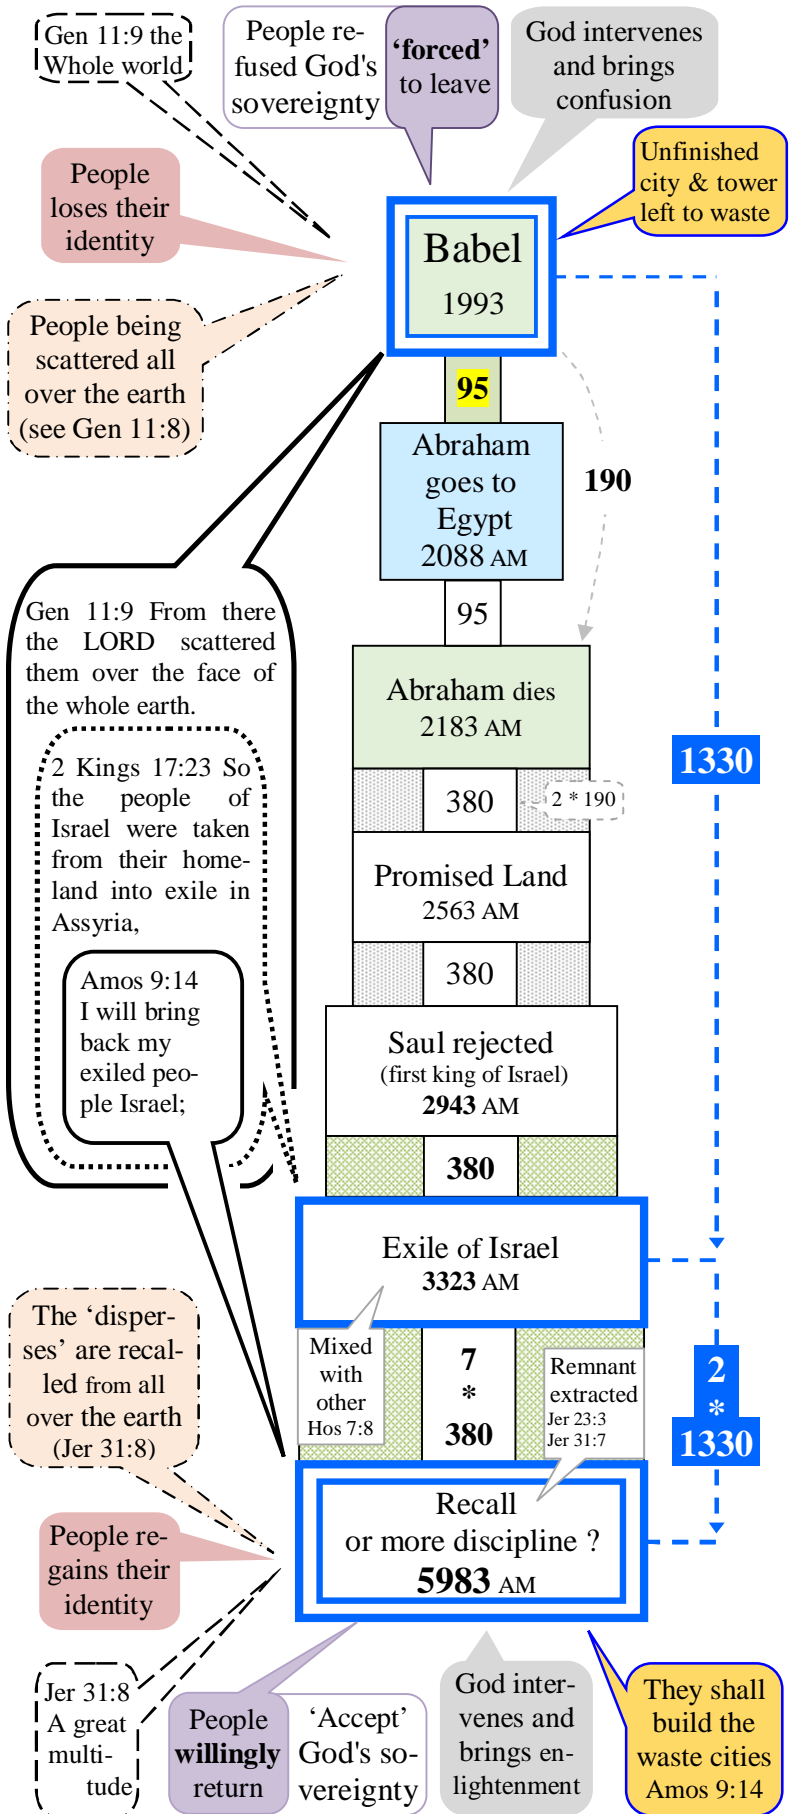 Gen 11:9 the
Whole world
People re-
fused God's
sovereignty
‘forced’
to leave
God intervenes
and brings
confusion
Unfinished
city & tower
left to waste
People
loses their
identity
Babel
1993
People being
scattered all
over the earth
(see Gen 11:8)
95
Abraham
goes to
Egypt
2088 AM
190
95
Gen 11:9 From there
the LORD scattered
them over the face of
the whole earth.
Abraham dies
2183 AM
1330
2 Kings 17:23 So
the people of
Israel were taken
from their home-
land into exile in
Assyria,
380
2 * 190
Promised Land
2563 AM
380
Amos 9:14
I will bring
back my
exiled peo-
ple Israel;
Saul rejected
(first king of Israel)
2943 AM
380
Exile of Israel
3323 AM
The ‘disper-
ses’ are recal-
led from all
over the earth
(Jer 31:8)
Mixed
with
other
Hos 7:8
7
*
380
Remnant
extracted
Jer 23:3
Jer 31:7
2
*
1330
Recall
or more discipline ?
5983 AM
People re-
gains their
identity
Jer 31:8
A great
multi-
tude
People
willingly
return
‘Accept’
God's so-
vereignty
God inter-
venes and
brings en-
lightenment
They shall
build the
waste cities
Amos 9:14